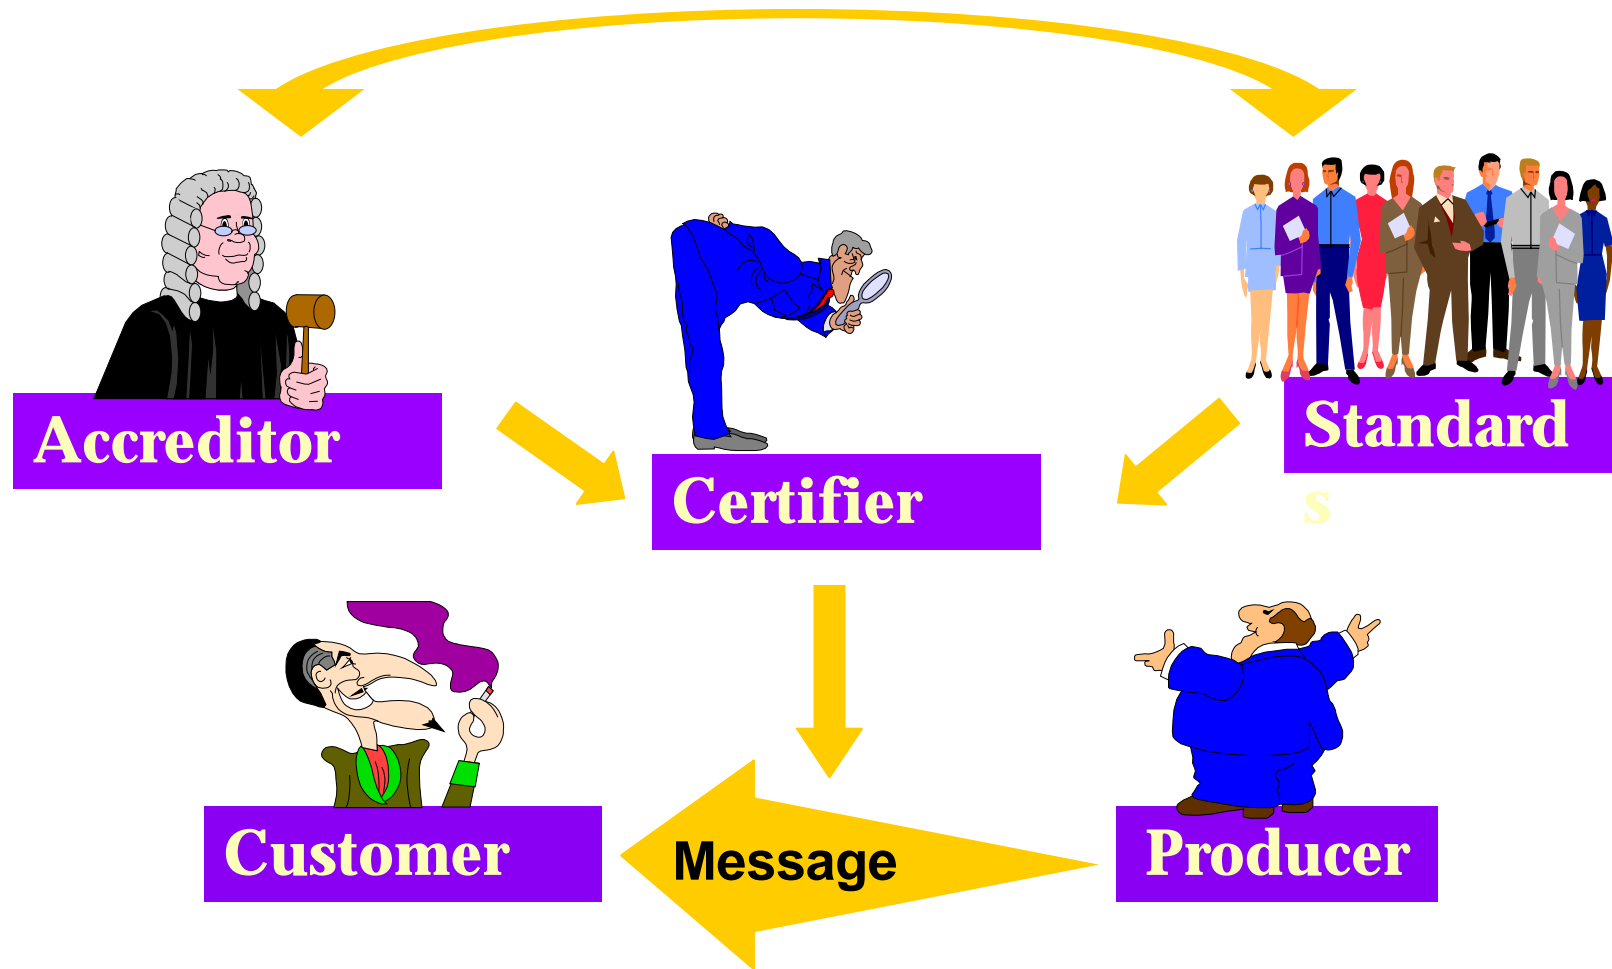 Accreditor
Standard
s
Certifier
Customer
Message
Producer